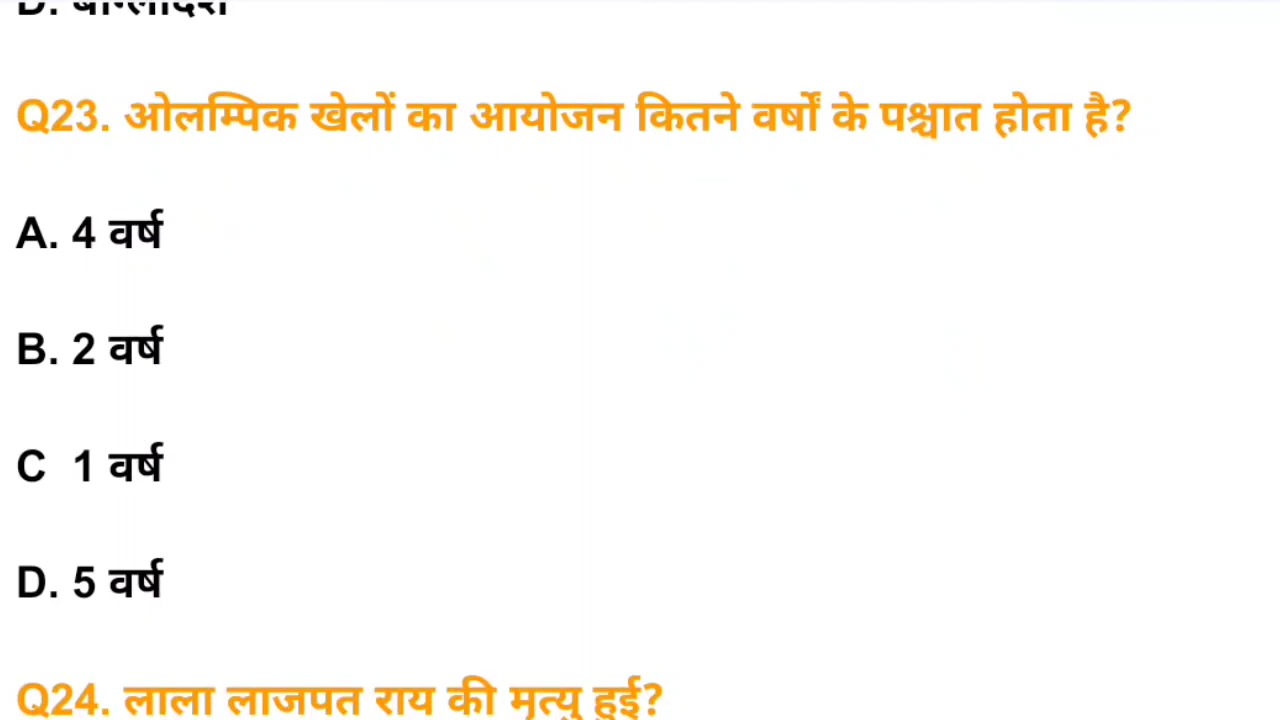 D. बांग्लादेश
Q23. ओलम्पिक खेलों का आयोजन कितने वर्षों के पश्चात होता है?
A. 4 वर्ष
B. 2 वर्ष
C 1 वर्ष
D. 5 वर्ष
Q24. लाला लाजपत राय की मृत्यु हुई?